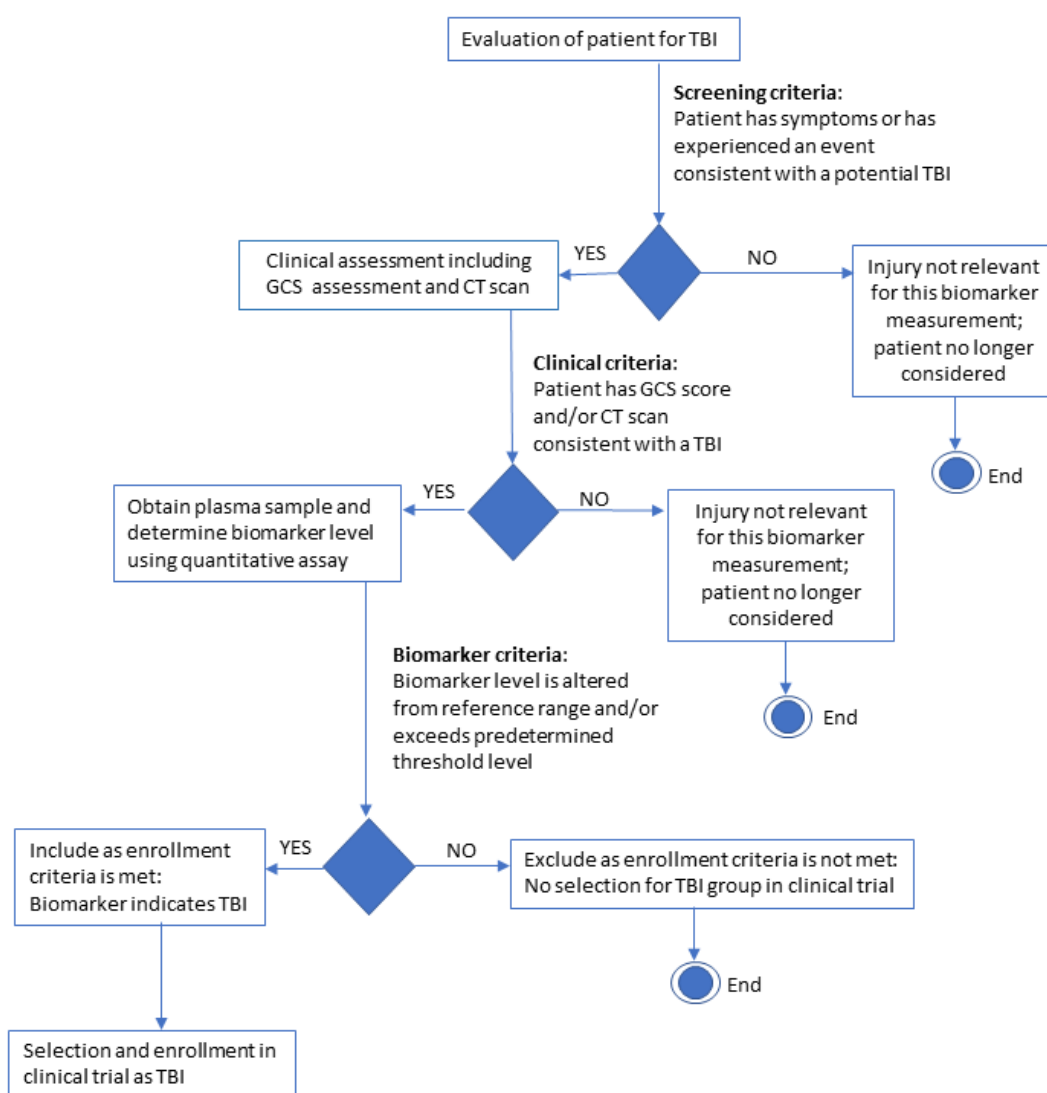 Evaluation of patient for TBI
Screening criteria:
Patient has symptoms or has
experienced an event
consistent with a potential TBI
YES
NO
Clinical assessment including
GCS assessment and CT scan
Injury not relevant
for this biomarker
measurement;
patient no longer
considered
End
Clinical criteria:
Patient has GCS score
and/or CT scan
consistent with a TBI
YES
NO
Obtain plasma sample and
determine biomarker level
using quantitative assay
Injury not relevant
for this biomarker
measurement;
patient no longer
considered
End
Biomarker criteria:
Biomarker level is altered
from reference range and/or
exceeds predetermined
threshold level
YES
NO
Include as enrollment
criteria is met:
Biomarker indicates TBI
Exclude as enrollment criteria is not met:
No selection for TBI group in clinical trial
End
Selection and enrollment in
clinical trial as TBI